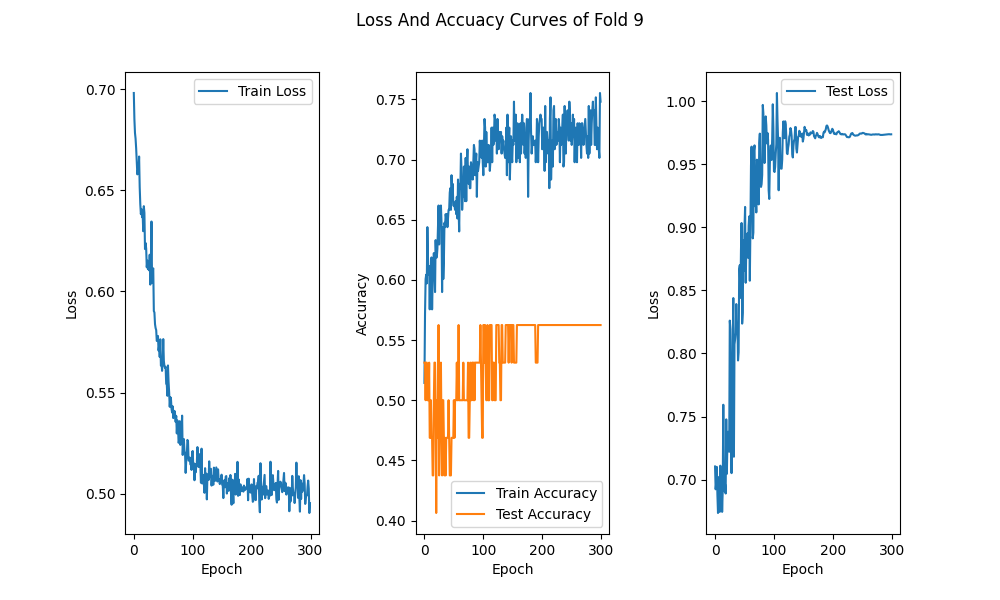 Loss And Accuacy Curves of Fold 9
0.70
0.65
0.60
0.55
0.50
Loss
0 100 200 300
Epoch
Train Loss
0.75
0.70
0.65
0.60
0.55
0.50
0.45
0.40
Accuracy
0 100 200 300
Epoch
Train Accuracy
Test Accuracy
1.00
0.95
0.90
0.85
0.80
0.75
0.70
Loss
0 100 200 300
Epoch
Test Loss